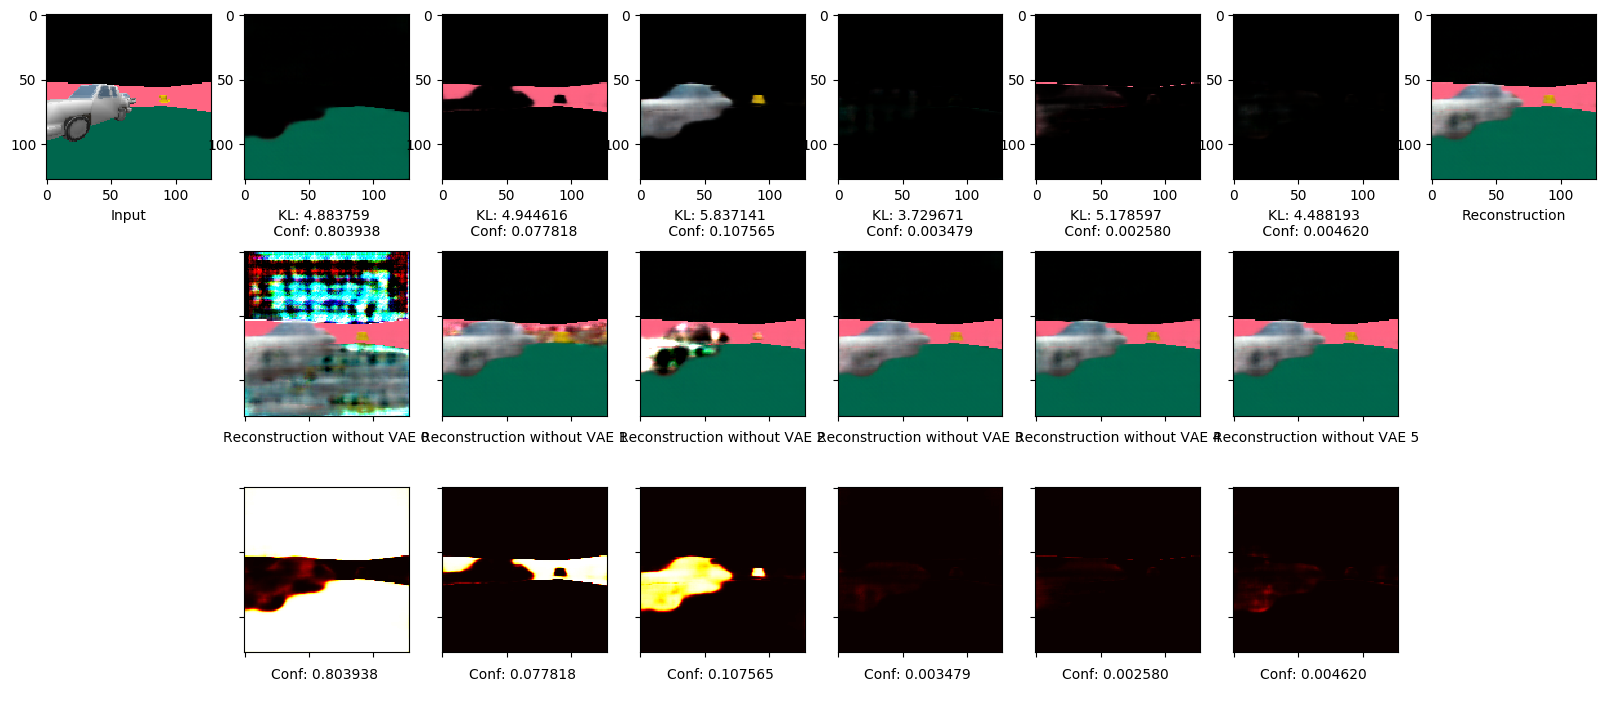 0
50
100
0
50
100
Input
50
100
0
50
100
KL: 4.883759
Conf: 0.803938
0
50
100
0
50
100
KL: 4.944616
Conf: 0.077818
0
50
100
0
50
100
KL: 5.837141
Conf: 0.107565
0
50
100
0
50
100
KL: 3.729671
Conf: 0.003479
0
50
100
0
50
100
KL: 5.178597
Conf: 0.002580
0
50
100
0
50
100
KL: 4.488193
Conf: 0.004620
0
50
100
0
50
100
Reconstruction
Reconstruction without VAE 0
Reconstruction without VAE 1
Reconstruction without VAE 2
Reconstruction without VAE 3
Reconstruction without VAE 4
Reconstruction without VAE 5
Conf: 0.803938
Conf: 0.077818
Conf: 0.107565
Conf: 0.003479
Conf: 0.002580
Conf: 0.004620